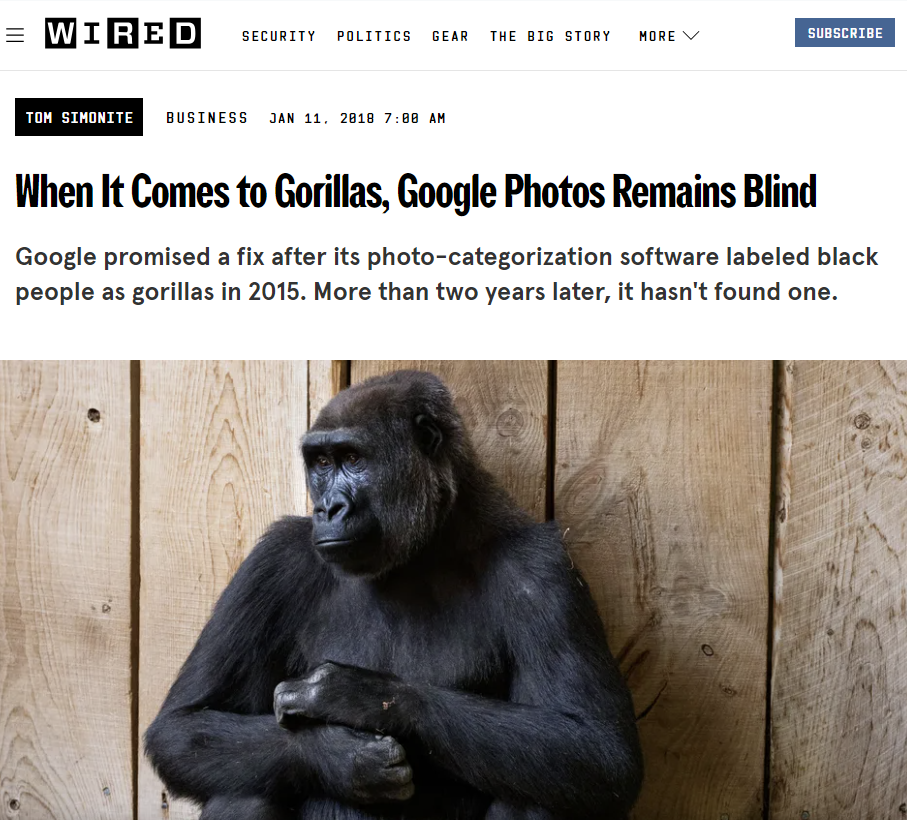 WIRED
SECURITY POLITICS GEAR THE BIG STORY MORE
SUBSCRIBE
TOM SIMONITE BUSINESS JAN 11, 2018 7:00 AM
When It Comes to Gorillas, Google Photos Remains Blind
Google promised a fix after its photo-categorization software labeled black
people as gorillas in 2015. More than two years later, it hasn't found one.